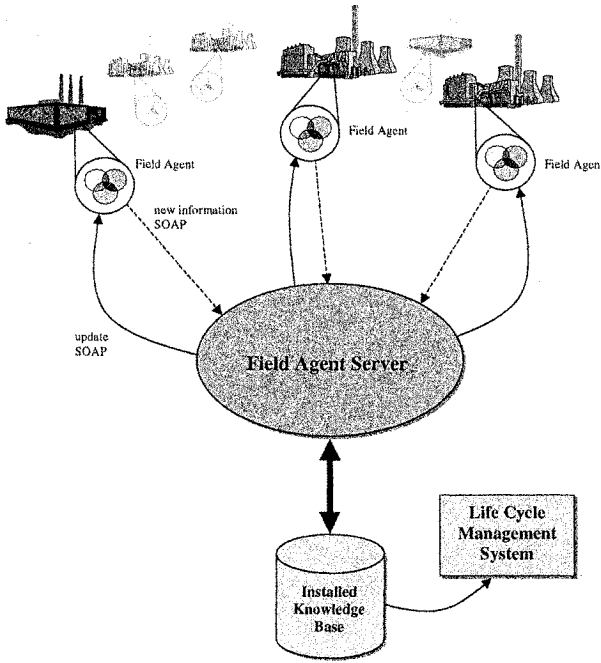 Field Agent
Field Agent
Field Agen
new information
SOAP
update
SOAP
Field Agent Server
Life Cycle
Management
System
Installed
Knowledge
Base